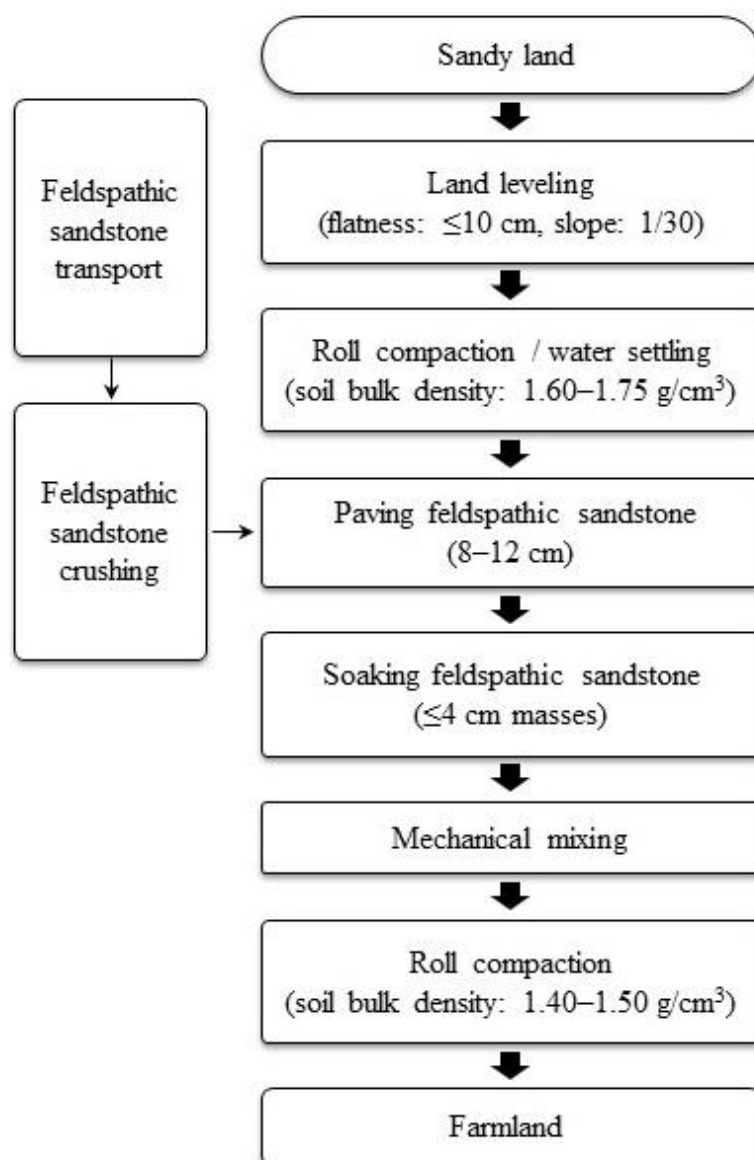 Sandy land
Land leveling
(flatness: ≤10 cm, slope: 1/30)
Feldspathic
sandstone
transport
Roll compaction / water settling
(soil bulk density: 1.60–1.75 g/cm³)
Feldspathic
sandstone
crushing
Paving feldspathic sandstone
(8–12 cm)
Soaking feldspathic sandstone
(≤4 cm masses)
Mechanical mixing
Roll compaction
(soil bulk density: 1.40–1.50 g/cm³)
Farmland